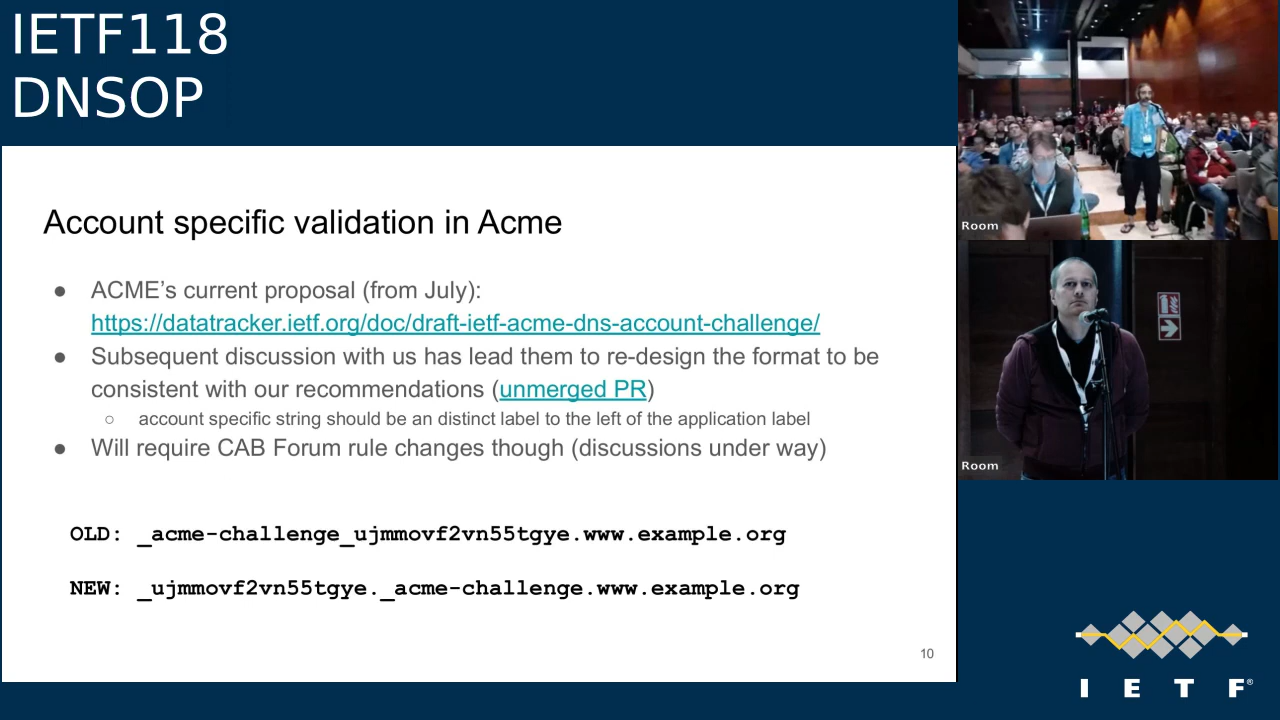 IETF118
DNSOP
Account specific validation in Acme
● ACME’s current proposal (from July):
https://datatracker.ietf.org/doc/draft-ietf-acme-dns-account-challenge/
● Subsequent discussion with us has lead them to re-design the format to be
consistent with our recommendations (unmerged PR)
○ account specific string should be an distinct label to the left of the application label
● Will require CAB Forum rule changes though (discussions under way)
OLD: _acme-challenge_ujmmovf2vn55tgye.www.example.org
NEW: _ujmmovf2vn55tgye._acme-challenge.www.example.org
10
Room
Room
I E T F®